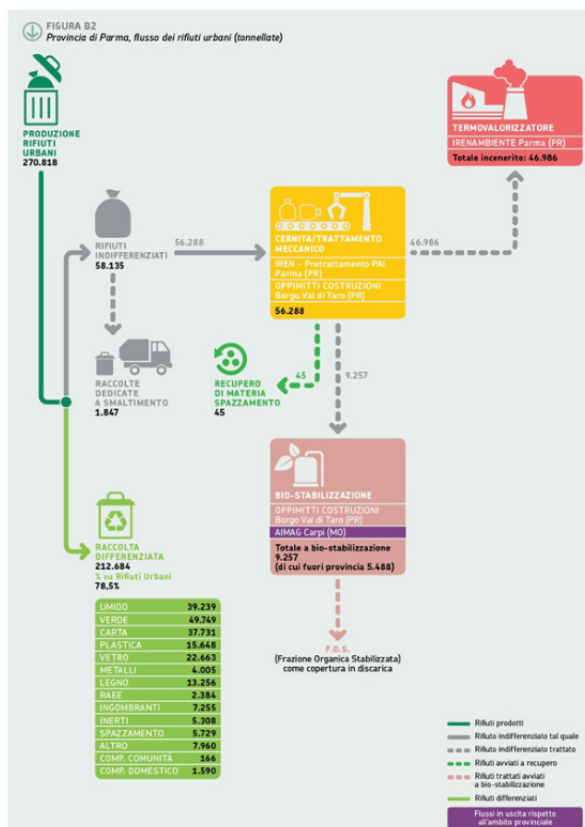 FIGURA B2
Provincia di Parma, flusso dei rifiuti urbani (tonnellate)
PRODUZIONE
RIFIUTI
URBANI
270.818
TERMOVALORIZZATORE
IRENAMBIENTE Parma (PR)
Totale incenerito: 46.986
RIFIUTI
INDIFFERENZIATI
58.135
56.288
CERNITA/TRATTAMENTO
MECCANICO
IREN – Pretrattamento PAI
Parma (PR)
OPPIMITTI COSTRUZIONI
Borgo Val di Taro (PR)
56.288
46.986
RACCOLTE
DEDICATE
A SMALTIMENTO
1.847
RECUPERO
DI MATERIA
SPAZZAMENTO
45
45
9.257
BIO-STABILIZZAZIONE
OPPIMITTI COSTRUZIONI
Borgo Val di Taro (PR)
AIMAG Carpi (MO)
Totale a bio-stabilizzazione
9.257
(di cui fuori provincia 5.488)
RACCOLTA
DIFFERENZIATA
212.684
% su Rifiuti Urbani
78,5%
UMIDO 39.239
VERDE 49.749
CARTA 37.731
PLASTICA 15.648
VETRO 22.663
METALLI 4.005
LEGNO 13.256
RAEE 2.384
INGOMBRANTI 7.255
INERTI 5.308
SPAZZAMENTO 5.729
ALTRO 7.960
COMP. COMUNITÀ 166
COMP. DOMESTICO 1.590
F.O.S.
(Frazione Organica Stabilizzata)
come copertura in discarica
Rifiuti prodotti
Rifiuto indifferenziato tal quale
Rifiuto indifferenziato trattato
Rifiuti avviati a recupero
Rifiuti trattati avviati
a bio-stabilizzazione
Rifiuti differenziati
Flussi in uscita rispetto
all'ambito provinciale